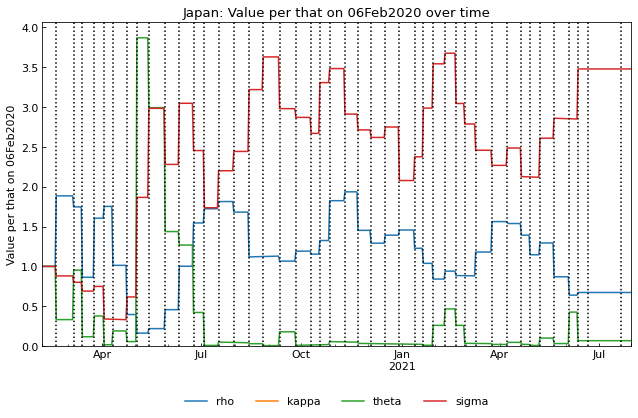 Japan: Value per that on 06Feb2020 over time
Value per that on 06Feb2020
4.0
3.5
3.0
2.5
2.0
1.5
1.0
0.5
0.0
Apr
Jul
Oct
Jan
2021
Apr
Jul
rho
kappa
theta
sigma